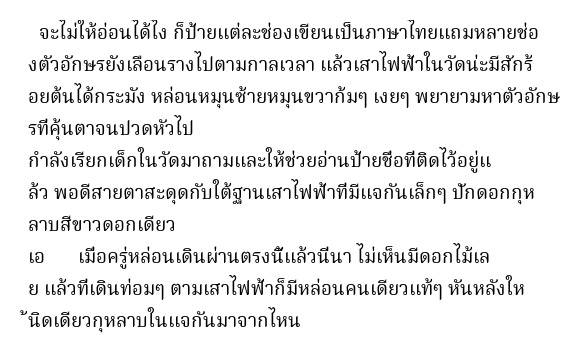 จะไม่ให้อ่อนได้ไง ก็ป้ายแต่ละช่องเขียนเป็นภาษาไทยแถมหลายช่อ
งตัวอักษรยังเลือนรางไปตามกาลเวลา แล้วเสาไฟฟ้าในวัดน่ะมีสักร้
อยต้นได้กระมัง หล่อนหมุนซ้ายหมุนขวาก้มๆ เงยๆ พยายามหาตัวอักษ
รที่คุ้นตาจนปวดหัวไป
กำลังเรียกเด็กในวัดมาถามและให้ช่วยอ่านป้ายชื่อที่ติดไว้อยู่แ
ล้ว พอดีสายตาสะดุดกับใต้ฐานเสาไฟฟ้าที่มีแจกันเล็กๆ ปักดอกกุห
ลาบสีขาวดอกเดียว
เอ เมื่อครู่หล่อนเดินผ่านตรงนี้แล้วนี่นา ไม่เห็นมีดอกไม้เล
ย แล้วที่เดินท่อมๆ ตามเสาไฟฟ้าก็มีหล่อนคนเดียวแท้ๆ หันหลังให
้นิดเดียวกุหลาบในแจกันมาจากไหน